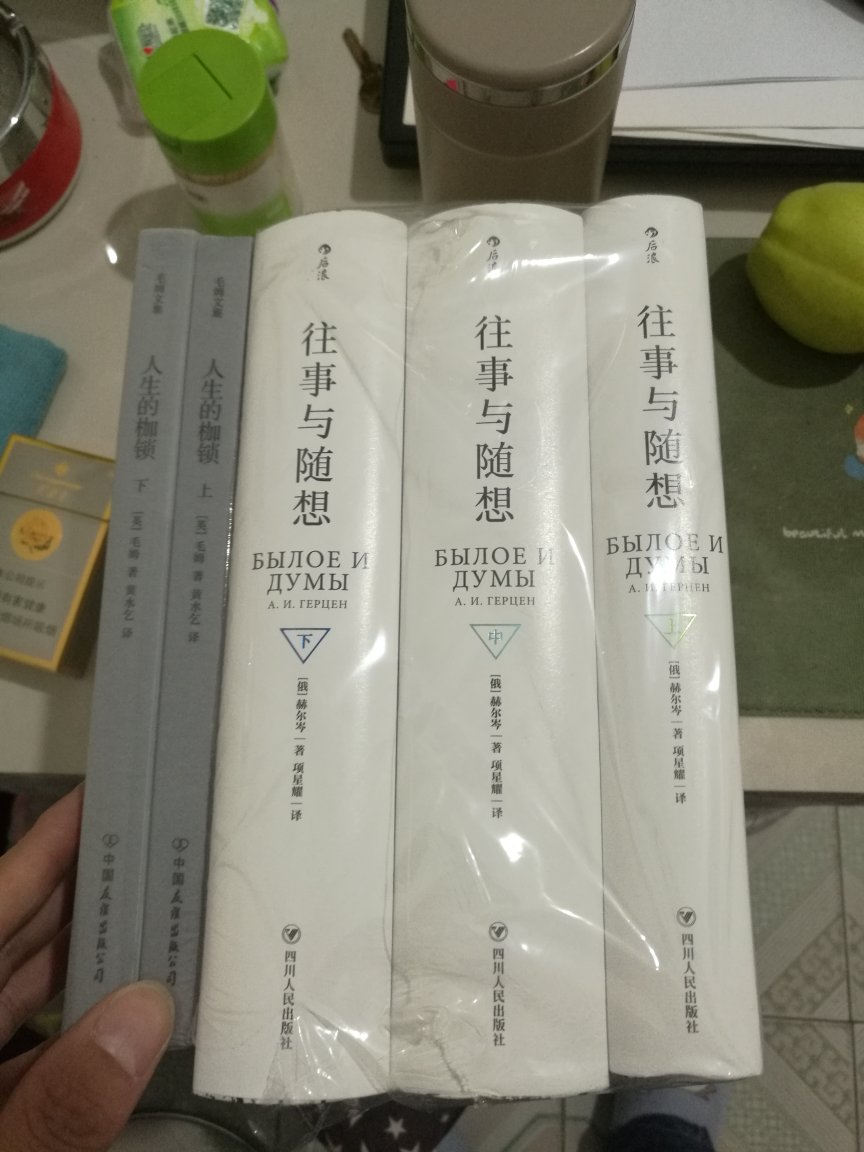 毛姆文集
人生的枷锁
下
[英]毛姆 著 黄水乞 译
中国友谊出版公司
毛姆文集
人生的枷锁
上
[英]毛姆 著 黄水乞 译
中国友谊出版公司
后浪
往事与随想
БЫЛОЕ И
ДУМЫ
А. И. ГЕРЦЕН
下
[俄]赫尔岑|著 项星耀|译
四川人民出版社
后浪
往事与随想
БЫЛОЕ И
ДУМЫ
А. И. ГЕРЦЕН
中
[俄]赫尔岑|著 项星耀|译
四川人民出版社
后浪
往事与随想
БЫЛОЕ И
ДУМЫ
А. И. ГЕРЦЕН
上
[俄]赫尔岑|著 项星耀|译
四川人民出版社
beautiful